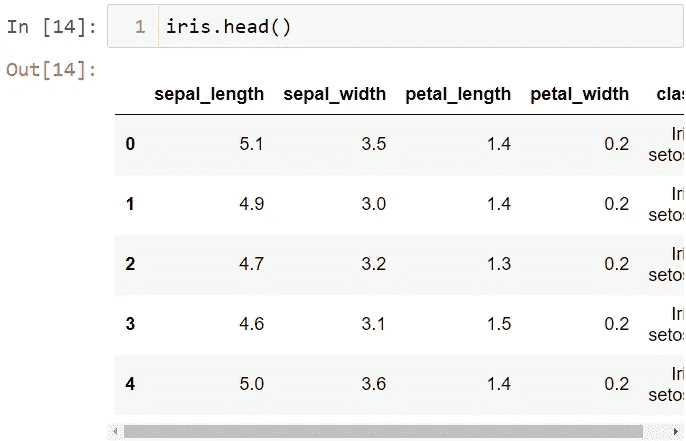 In [14]: 1 iris.head()
Out[14]:
sepal_length sepal_width petal_length petal_width clas
0 5.1 3.5 1.4 0.2 Iri setos
1 4.9 3.0 1.4 0.2 Iri setos
2 4.7 3.2 1.3 0.2 Iri setos
3 4.6 3.1 1.5 0.2 Iri setos
4 5.0 3.6 1.4 0.2 Iri setos